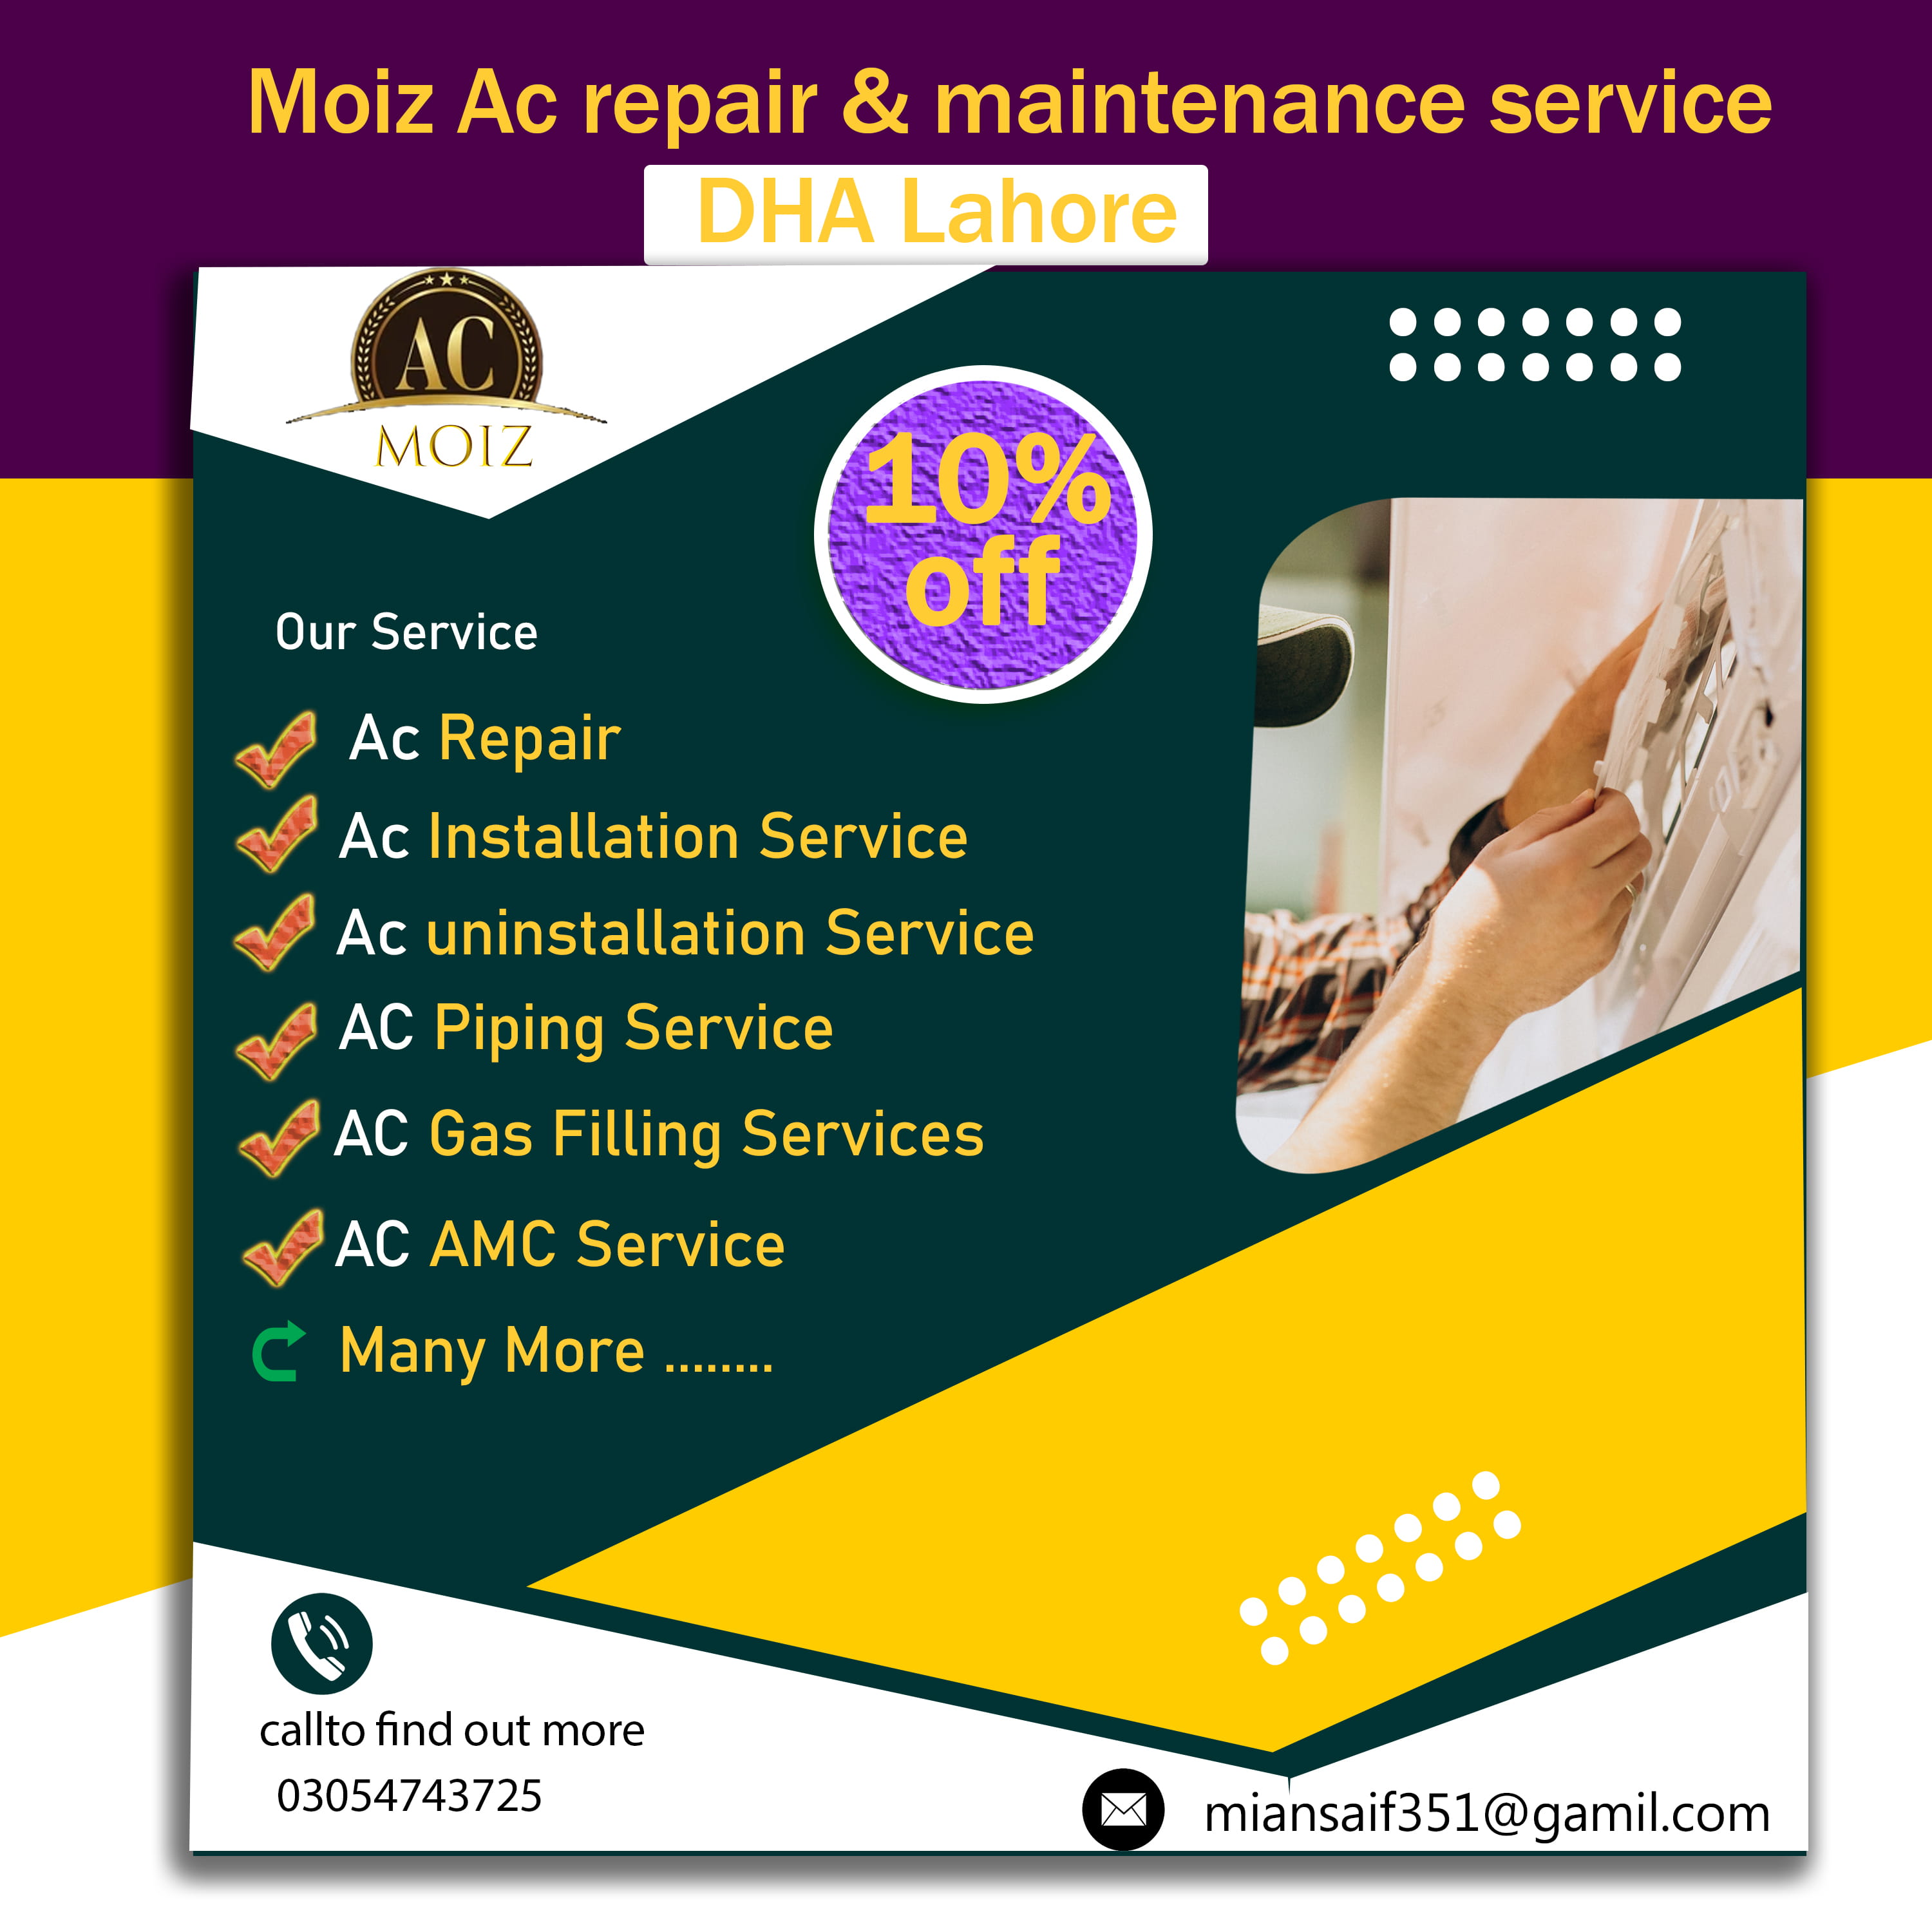 Moiz Ac repair & maintenance service
DHA Lahore
AC
MOIZ
10%
off
Our Service
Ac Repair
Ac Installation Service
Ac uninstallation Service
AC Piping Service
AC Gas Filling Services
AC AMC Service
Many More ........
callto find out more
03054743725
miansaif351@gamil.com